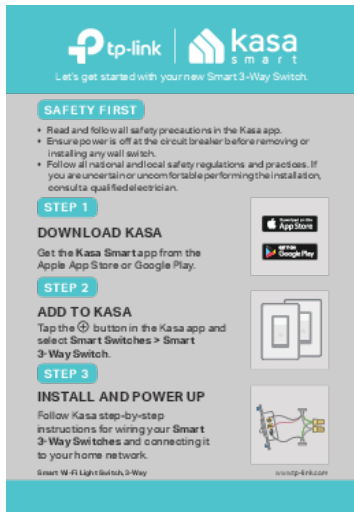 tp-link | kasa
smart
Let's get started with your new Smart 3-Way Switch.
SAFETY FIRST
• Read and follow all safety precautions in the Kasa app.
• Ensure power is off at the circuit breaker before removing or
installing any wall switch.
• Follow all national and local safety regulations and practices. If
you are uncertain or uncomfortable performing the installation,
consult a qualified electrician.
STEP 1
DOWNLOAD KASA
Get the Kasa Smart app from the
Apple App Store or Google Play.
Download on the
App Store
GET IT ON
Google Play
STEP 2
ADD TO KASA
Tap the ⊕ button in the Kasa app and
select Smart Switches > Smart
3-Way Switch.
STEP 3
INSTALL AND POWER UP
Follow Kasa step-by-step
instructions for wiring your Smart
3-Way Switches and connecting it
to your home network.
Smart Wi-Fi Light Switch, 3-Way
www.tp-link.com